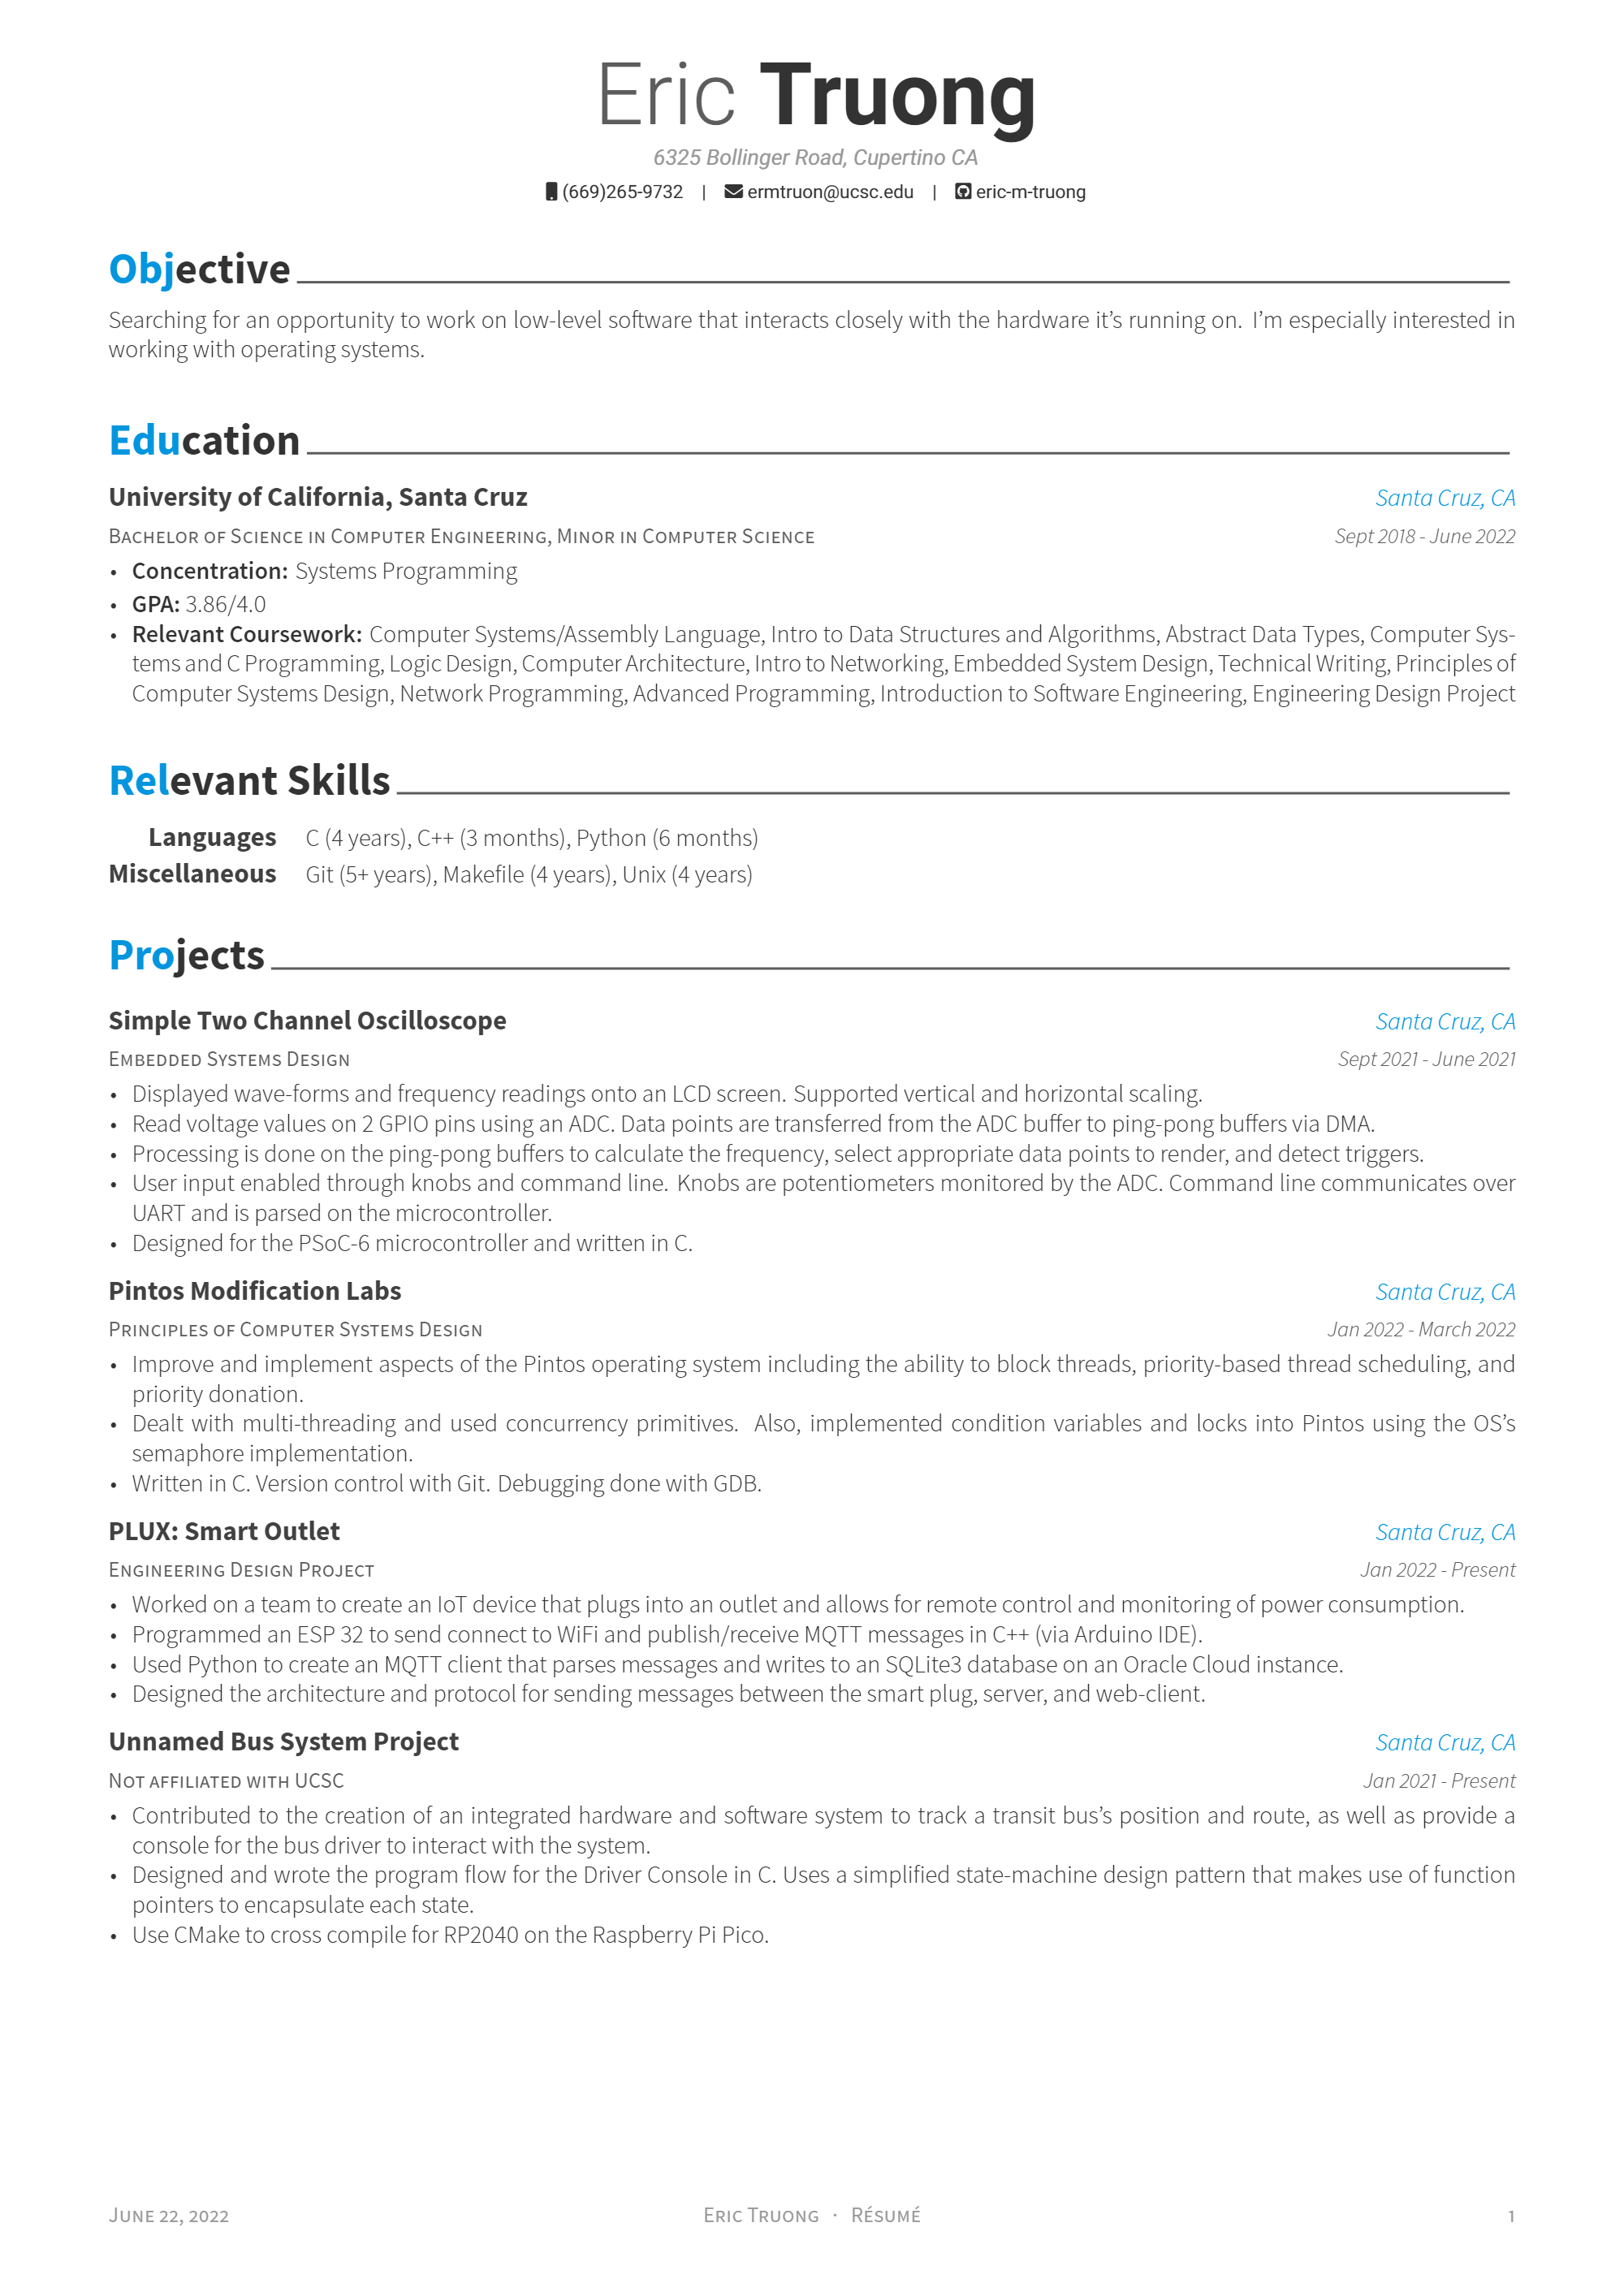 Eric Truong
6325 Bollinger Road, Cupertino CA
(669)265-9732 | ermtruon@ucsc.edu | eric-m-truong
Objective
Searching for an opportunity to work on low-level software that interacts closely with the hardware it’s running on. I’m especially interested in
working with operating systems.
Education
University of California, Santa Cruz Santa Cruz, CA
Bachelor of Science in Computer Engineering, Minor in Computer Science Sept 2018 - June 2022
• Concentration: Systems Programming
• GPA: 3.86/4.0
• Relevant Coursework: Computer Systems/Assembly Language, Intro to Data Structures and Algorithms, Abstract Data Types, Computer Sys-
tems and C Programming, Logic Design, Computer Architecture, Intro to Networking, Embedded System Design, Technical Writing, Principles of
Computer Systems Design, Network Programming, Advanced Programming, Introduction to Software Engineering, Engineering Design Project
Relevant Skills
Languages C (4 years), C++ (3 months), Python (6 months)
Miscellaneous Git (5+ years), Makefile (4 years), Unix (4 years)
Projects
Simple Two Channel Oscilloscope Santa Cruz, CA
Embedded Systems Design Sept 2021 - June 2021
• Displayed wave-forms and frequency readings onto an LCD screen. Supported vertical and horizontal scaling.
• Read voltage values on 2 GPIO pins using an ADC. Data points are transferred from the ADC buffer to ping-pong buffers via DMA.
• Processing is done on the ping-pong buffers to calculate the frequency, select appropriate data points to render, and detect triggers.
• User input enabled through knobs and command line. Knobs are potentiometers monitored by the ADC. Command line communicates over
UART and is parsed on the microcontroller.
• Designed for the PSoC-6 microcontroller and written in C.
Pintos Modification Labs Santa Cruz, CA
Principles of Computer Systems Design Jan 2022 - March 2022
• Improve and implement aspects of the Pintos operating system including the ability to block threads, priority-based thread scheduling, and
priority donation.
• Dealt with multi-threading and used concurrency primitives. Also, implemented condition variables and locks into Pintos using the OS’s
semaphore implementation.
• Written in C. Version control with Git. Debugging done with GDB.
PLUX: Smart Outlet Santa Cruz, CA
Engineering Design Project Jan 2022 - Present
• Worked on a team to create an IoT device that plugs into an outlet and allows for remote control and monitoring of power consumption.
• Programmed an ESP 32 to send connect to WiFi and publish/receive MQTT messages in C++ (via Arduino IDE).
• Used Python to create an MQTT client that parses messages and writes to an SQLite3 database on an Oracle Cloud instance.
• Designed the architecture and protocol for sending messages between the smart plug, server, and web-client.
Unnamed Bus System Project Santa Cruz, CA
Not affiliated with UCSC Jan 2021 - Present
• Contributed to the creation of an integrated hardware and software system to track a transit bus’s position and route, as well as provide a
console for the bus driver to interact with the system.
• Designed and wrote the program flow for the Driver Console in C. Uses a simplified state-machine design pattern that makes use of function
pointers to encapsulate each state.
• Use CMake to cross compile for RP2040 on the Raspberry Pi Pico.
June 22, 2022 Eric Truong · Résumé 1